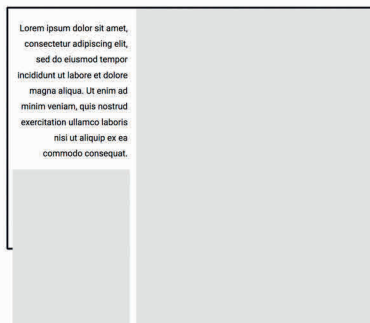 Lorem ipsum dolor sit amet,
consectetur adipiscing elit,
sed do eiusmod tempor
incididunt ut labore et dolore
magna aliqua. Ut enim ad
minim veniam, quis nostrud
exercitation ullamco laboris
nisi ut aliquip ex ea
commodo consequat.